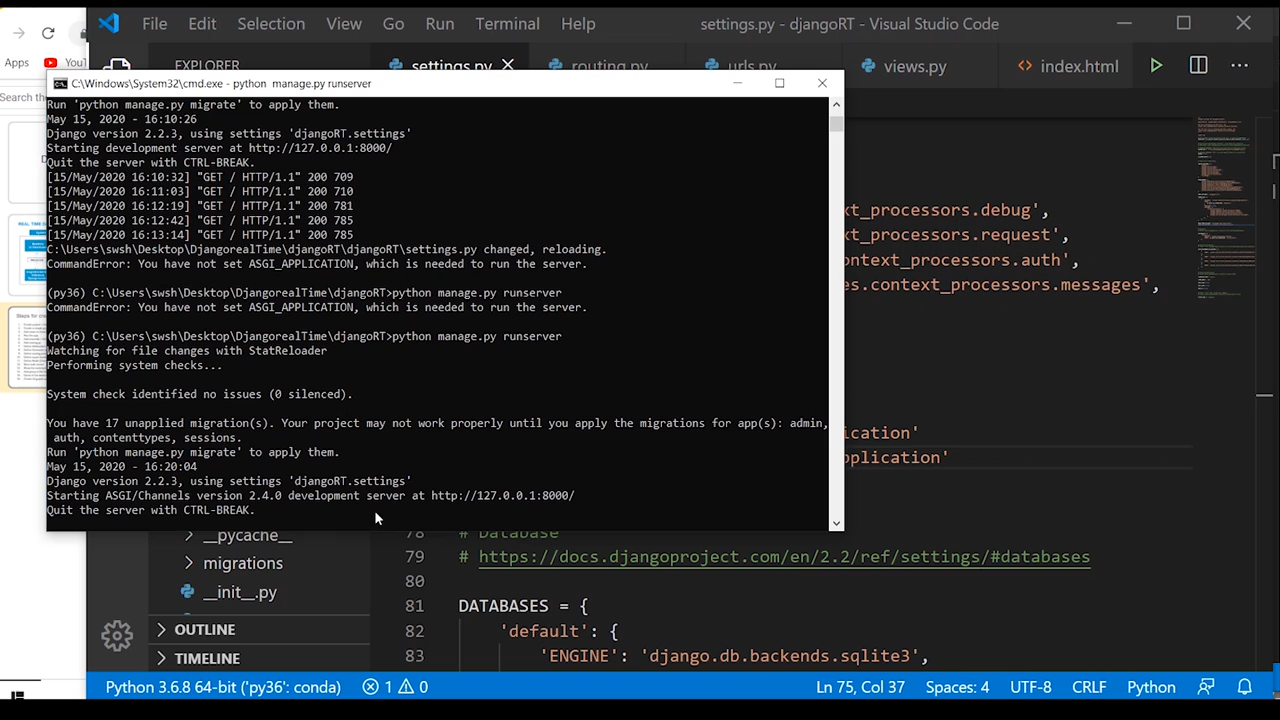 File Edit Selection View Go Run Terminal Help settings.py - djangoRT - Visual Studio Code
Apps
EXPLORER
settings.py
routing.py
urls.py
views.py
index.html
Search the
C:\Windows\System32\cmd.exe - python  manage.py runserver
Run 'python manage.py migrate' to apply them.
May 15, 2020 - 16:10:26
Django version 2.2.3, using settings 'djangoRT.settings'
Starting development server at http://127.0.0.1:8000/
Quit the server with CTRL-BREAK.
[15/May/2020 16:10:32] "GET / HTTP/1.1" 200 709
[15/May/2020 16:11:03] "GET / HTTP/1.1" 200 710
[15/May/2020 16:12:19] "GET / HTTP/1.1" 200 781
[15/May/2020 16:12:42] "GET / HTTP/1.1" 200 785
[15/May/2020 16:13:14] "GET / HTTP/1.1" 200 785
C:\Users\swsh\Desktop\DjangorealTime\djangoRT\djangoRT\settings.py changed, reloading.
CommandError: You have not set ASGI_APPLICATION, which is needed to run the server.
(py36) C:\Users\swsh\Desktop\DjangorealTime\djangoRT>python manage.py runserver
CommandError: You have not set ASGI_APPLICATION, which is needed to run the server.
(py36) C:\Users\swsh\Desktop\DjangorealTime\djangoRT>python manage.py runserver
Watching for file changes with StatReloader
Performing system checks...
System check identified no issues (0 silenced).
You have 17 unapplied migration(s). Your project may not work properly until you apply the migrations for app(s): admin,
auth, contenttypes, sessions.
Run 'python manage.py migrate' to apply them.
May 15, 2020 - 16:20:04
Django version 2.2.3, using settings 'djangoRT.settings'
Starting ASGI/Channels version 2.4.0 development server at http://127.0.0.1:8000/
Quit the server with CTRL-BREAK.
xt_processors.debug',
xt_processors.request',
context_processors.auth',
es.context_processors.messages',
ication'
pplication'
__pycache__
migrations
__init__.py
OUTLINE
TIMELINE
78 # Database
79 # https://docs.djangoproject.com/en/2.2/ref/settings/#databases
80
81 DATABASES = {
82 'default': {
83 'ENGINE': 'django.db.backends.sqlite3',
Python 3.6.8 64-bit ('py36': conda) 1 0 Ln 75, Col 37 Spaces: 4 UTF-8 CRLF Python